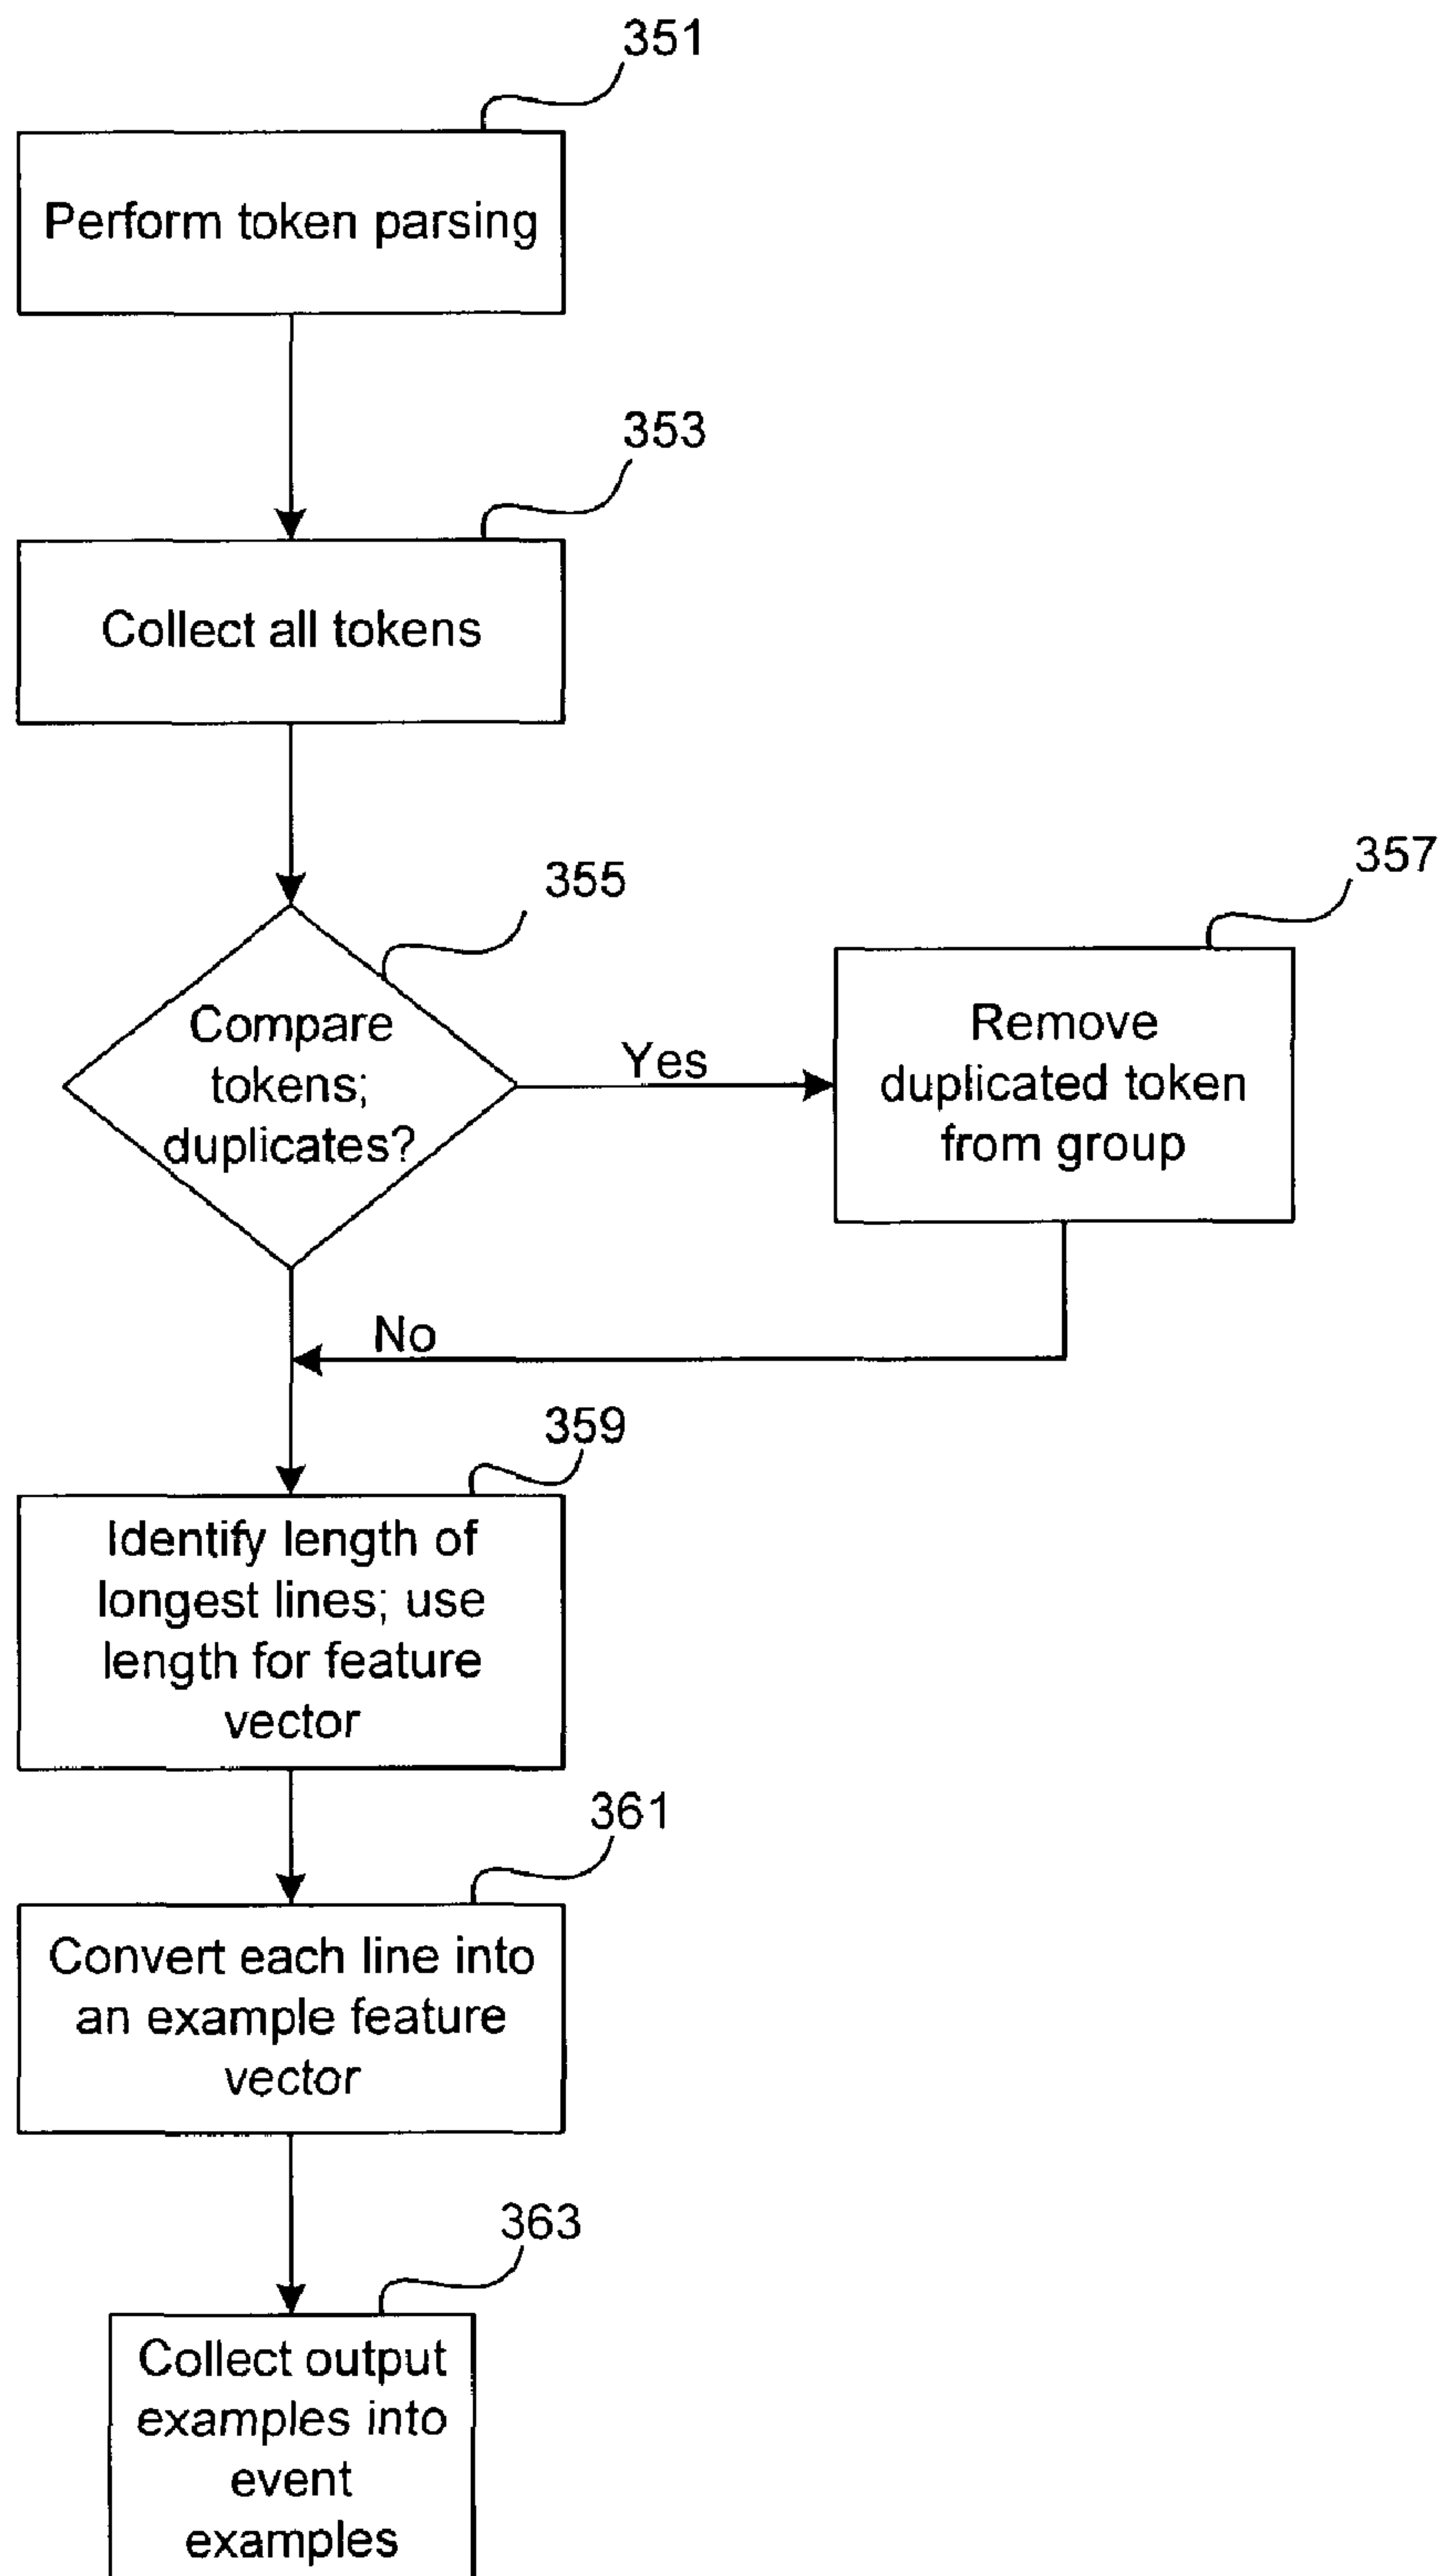 351
Perform token parsing
353
Collect all tokens
355
Compare
tokens;
duplicates?
Yes
357
Remove
duplicated token
from group
No
359
Identify length of
longest lines; use
length for feature
vector
361
Convert each line into
an example feature
vector
363
Collect output
examples into
event
examples